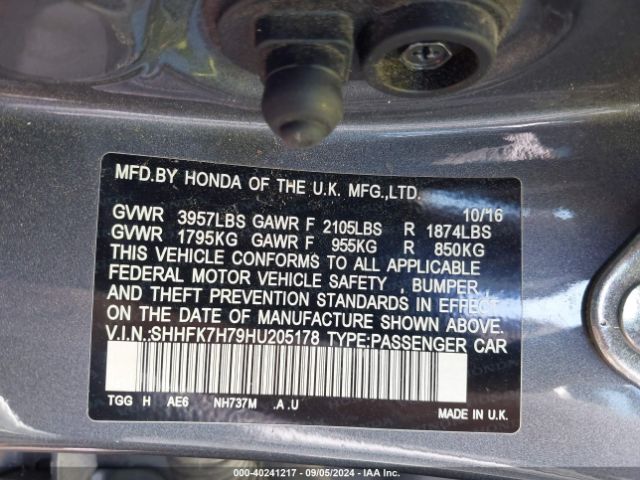 MFD.BY HONDA OF THE U.K. MFG.,LTD.
10/'16
GVWR 3957LBS GAWR F 2105LBS R 1874LBS
GVWR 1795KG GAWR F 955KG R 850KG
THIS VEHICLE CONFORMS TO ALL APPLICABLE
FEDERAL MOTOR VEHICLE SAFETY , BUMPER ,
AND THEFT PREVENTION STANDARDS IN EFFECT
ON THE DATE OF MANUFACTURE SHOWN ABOVE.
V.I.N.:SHHFK7H79HU205178 TYPE:PASSENGER CAR
TGG H AE6 NH737M .A .U
MADE IN U.K.
000-40241217 - 09/05/2024 - IAA Inc.